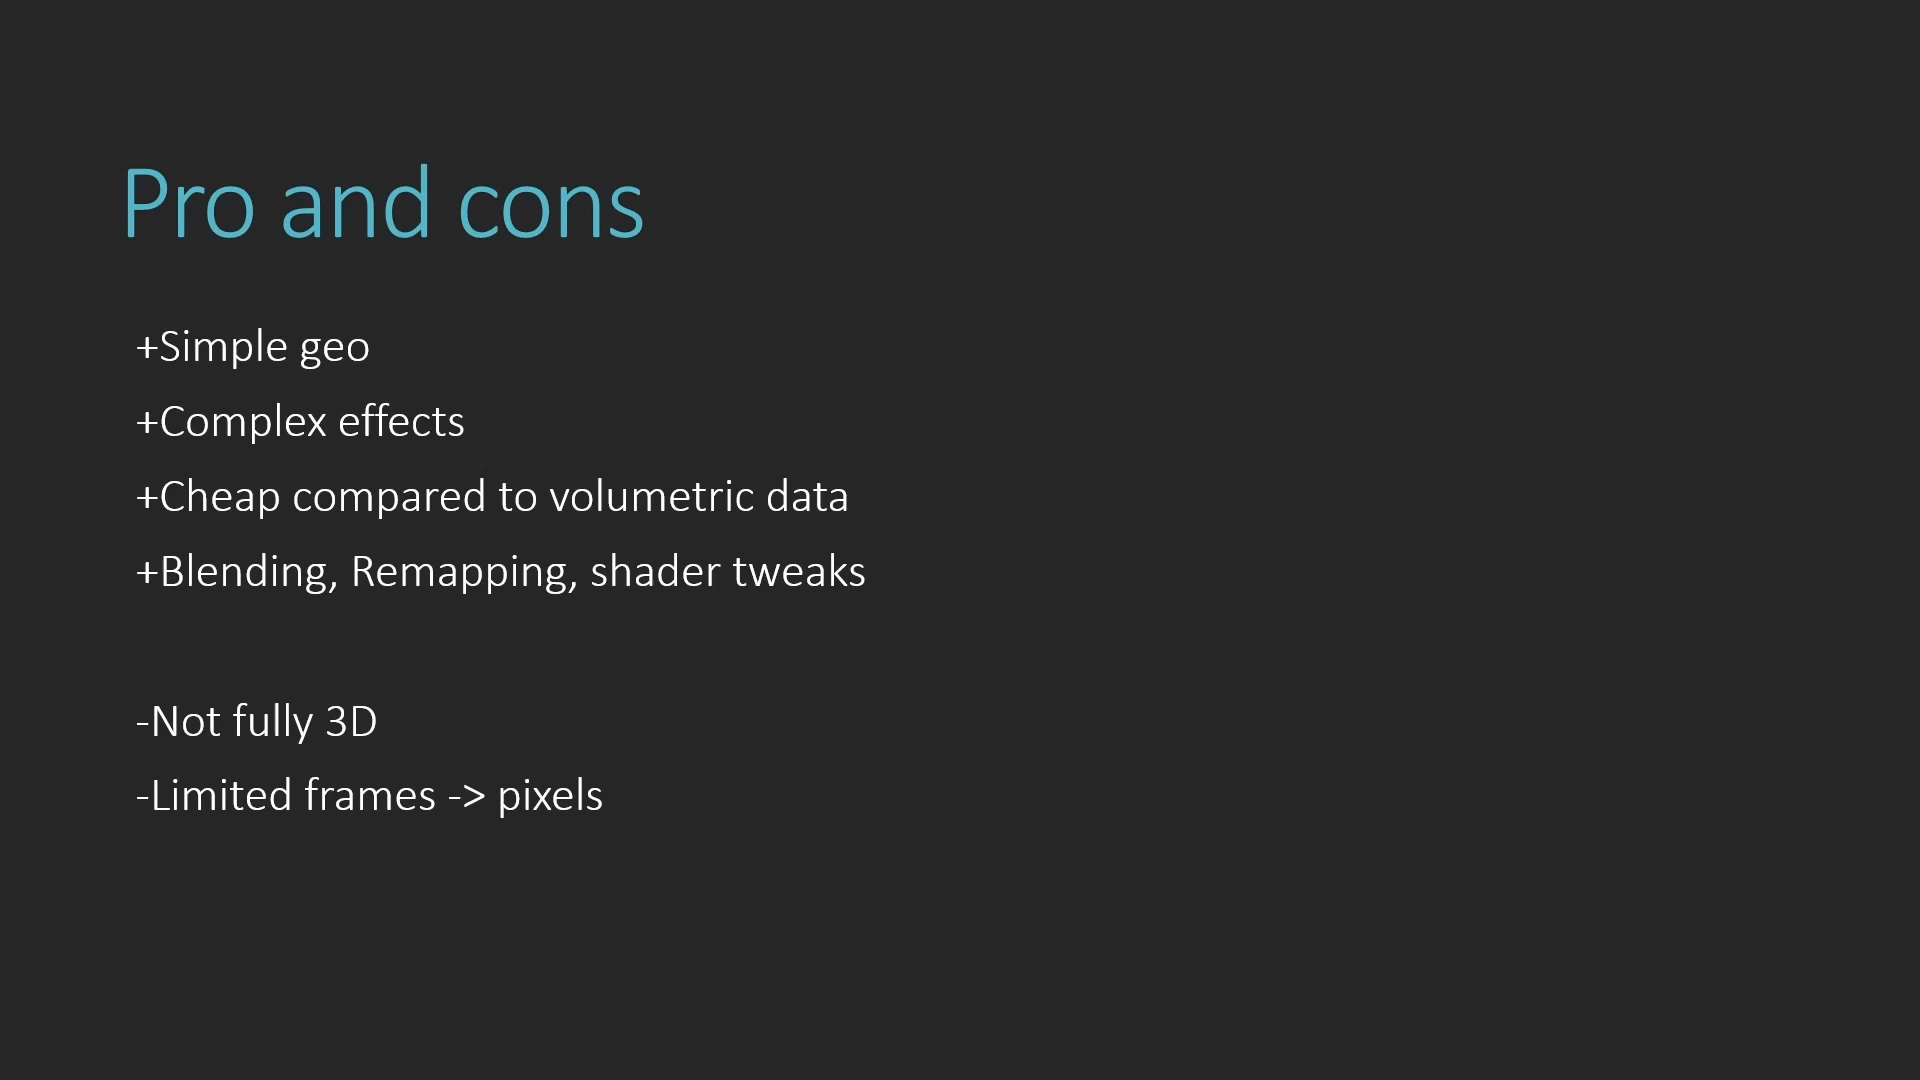 Pro and cons
+Simple geo
+Complex effects
+Cheap compared to volumetric data
+Blending, Remapping, shader tweaks
-Not fully 3D
-Limited frames -> pixels